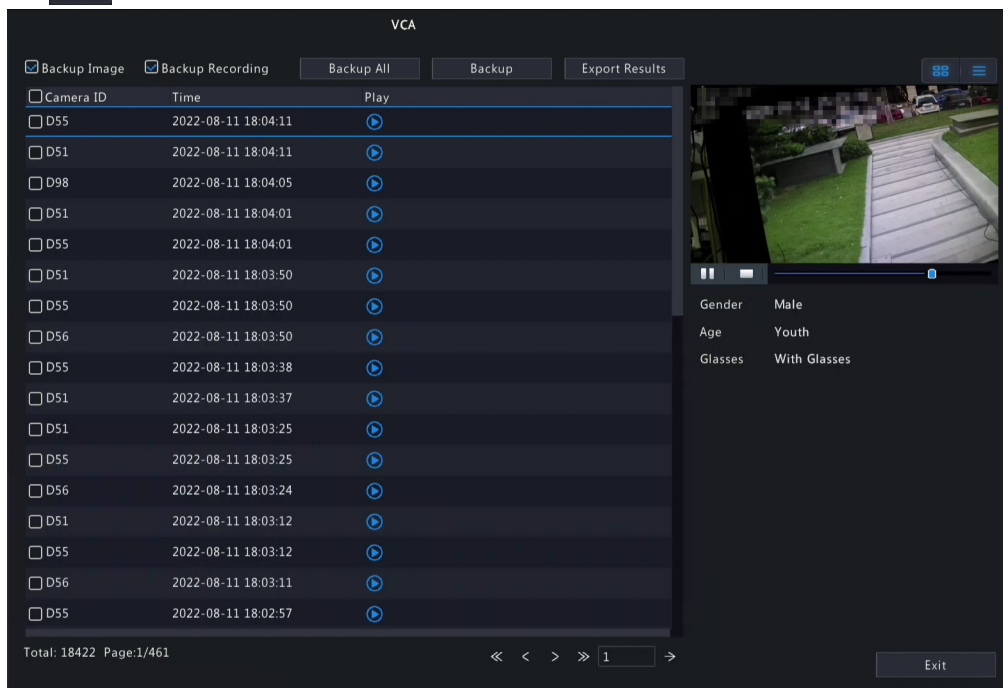 VCA
Backup Image Backup Recording Backup All Backup Export Results
Camera ID Time Play
D55 2022-08-11 18:04:11
D51 2022-08-11 18:04:11
D98 2022-08-11 18:04:05
D51 2022-08-11 18:04:01
D55 2022-08-11 18:04:01
D51 2022-08-11 18:03:50
D55 2022-08-11 18:03:50
D56 2022-08-11 18:03:50
D55 2022-08-11 18:03:38
D51 2022-08-11 18:03:37
D51 2022-08-11 18:03:25
D55 2022-08-11 18:03:25
D56 2022-08-11 18:03:24
D51 2022-08-11 18:03:12
D55 2022-08-11 18:03:12
D56 2022-08-11 18:03:11
D55 2022-08-11 18:02:57
Gender Male
Age Youth
Glasses With Glasses
Total: 18422 Page:1/461
1
Exit